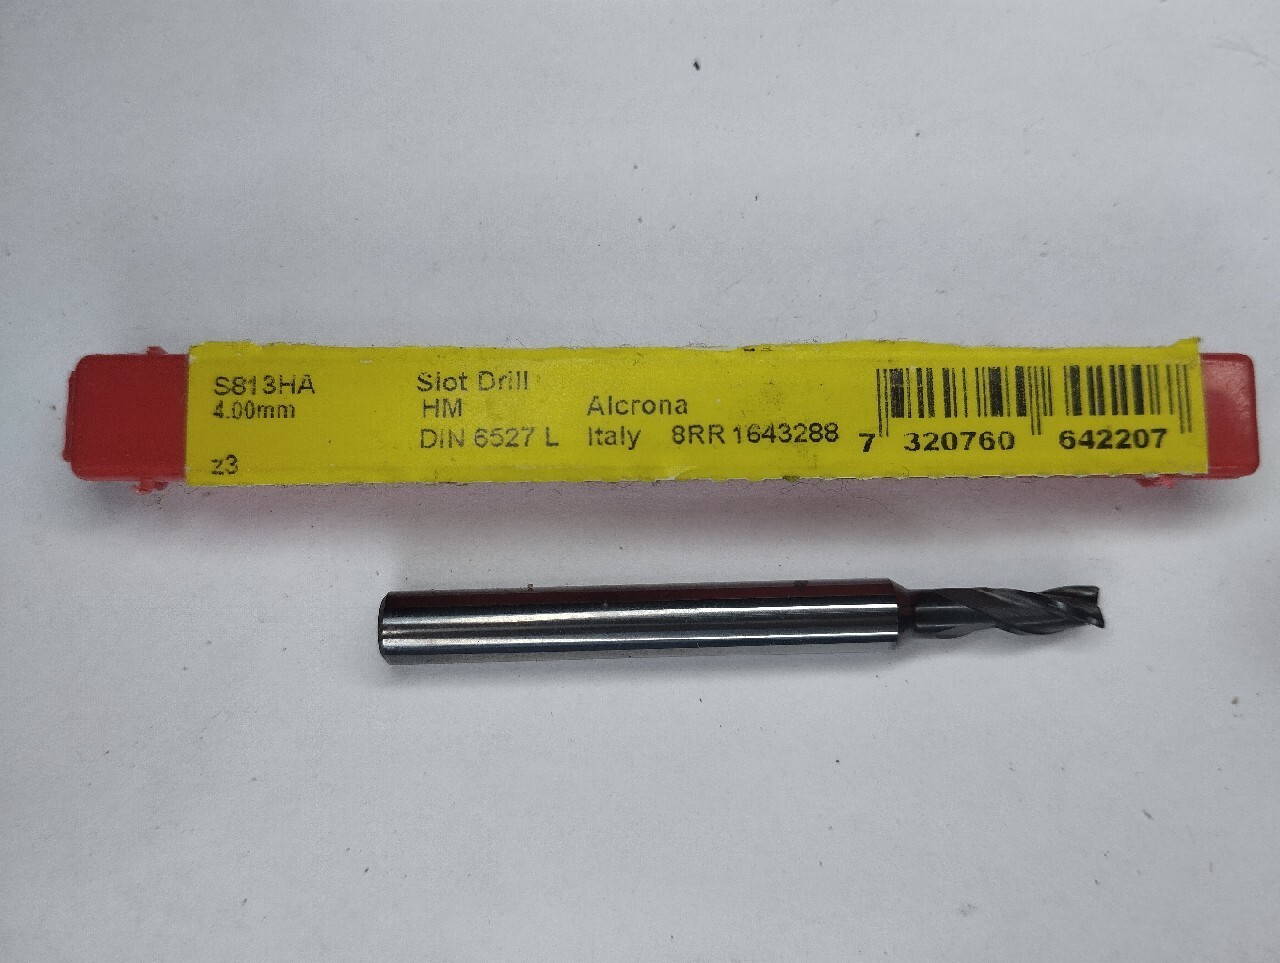 S813HA
4.00mm
z3
Slot Drill
HM
DIN 6527 L
Alcrona
Italy 8RR 1643288
7 320760 642207